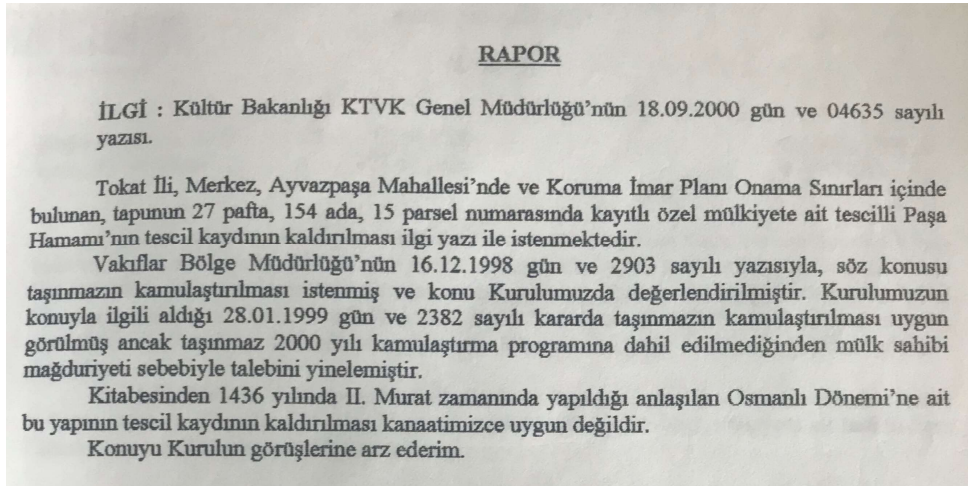 RAPOR
İLGİ : Kültür Bakanlığı KTVK Genel Müdürlüğü’nün 18.09.2000 gün ve 04635 sayılı
yazısı.
Tokat İli, Merkez, Ayvazpaşa Mahallesi’nde ve Koruma İmar Planı Onama Sınırları içinde
bulunan, tapunun 27 pafta, 154 ada, 15 parsel numarasında kayıtlı özel mülkiyete ait tescilli Paşa
Hamamı’nın tescil kaydının kaldırılması ilgi yazı ile istenmektedir.
Vakıflar Bölge Müdürlüğü’nün 16.12.1998 gün ve 2903 sayılı yazısıyla, söz konusu
taşınmazın kamulaştırılması istenmiş ve konu Kurulumuzda değerlendirilmiştir. Kurulumuzun
konuyla ilgili aldığı 28.01.1999 gün ve 2382 sayılı kararda taşınmazın kamulaştırılması uygun
görülmüş ancak taşınmaz 2000 yılı kamulaştırma programına dahil edilmediğinden mülk sahibi
mağduriyeti sebebiyle talebini yinelemiştir.
Kitabesinden 1436 yılında II. Murat zamanında yapıldığı anlaşılan Osmanlı Dönemi’ne ait
bu yapının tescil kaydının kaldırılması kanaatimizce uygun değildir.
Konuyu Kurulun görüşlerine arz ederim.